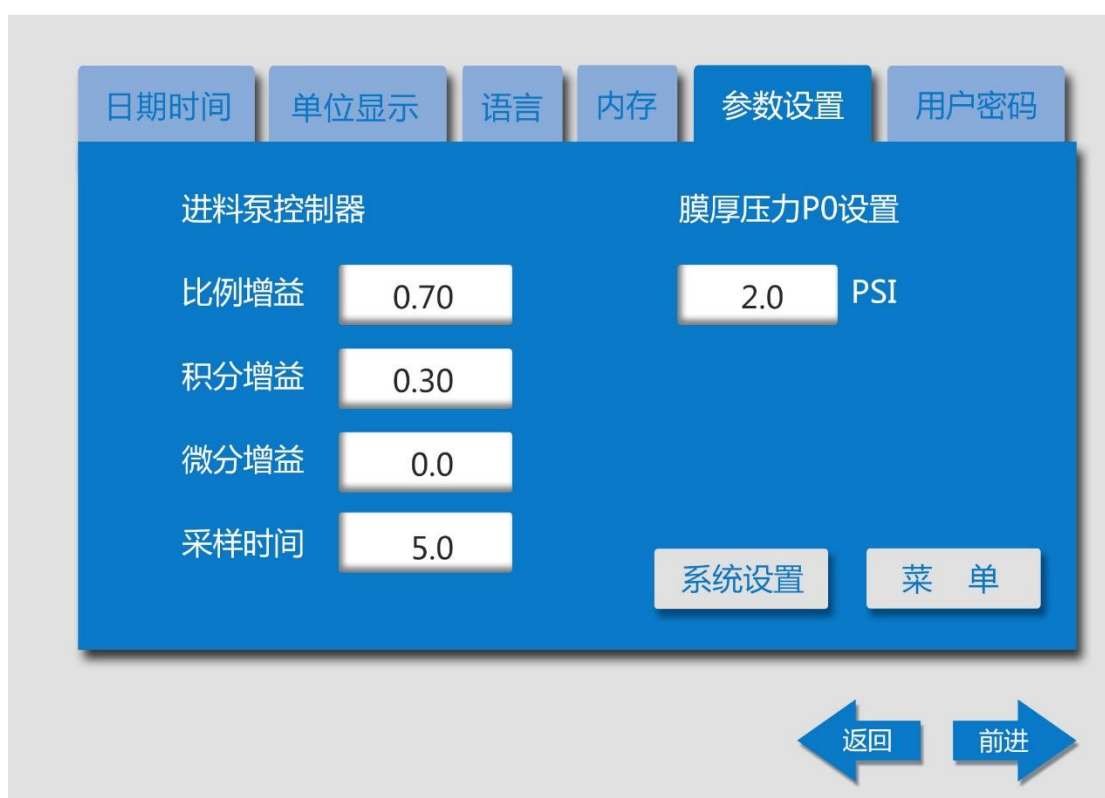 日期时间 单位显示 语言 内存 参数设置 用户密码
进料泵控制器 膜厚压力P0设置
比例增益 0.70 2.0 PSI
积分增益 0.30
微分增益 0.0
采样时间 5.0
系统设置 菜 单
返回 前进